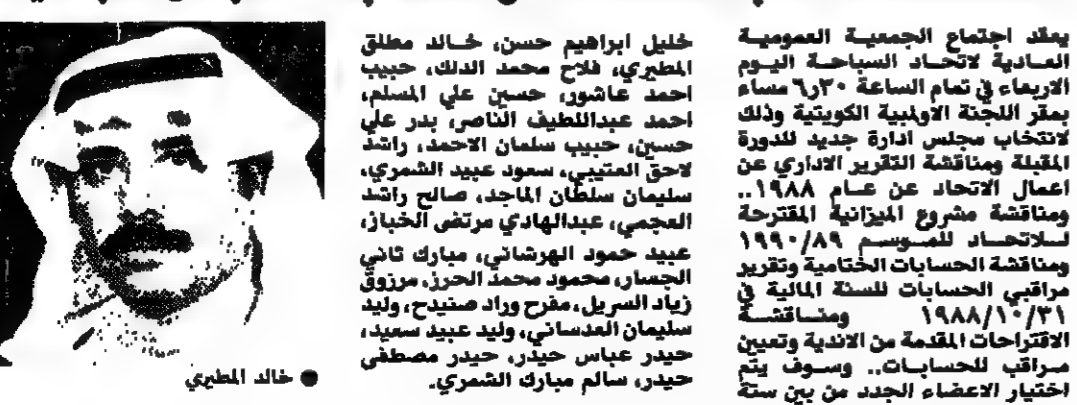 يعقد اجتماع الجمعية العمومية
العادية لاتحاد السباحة اليوم
الاربعاء في تمام الساعة ٦٫٣٠ مساء
بمقر اللجنة الاولمبية الكويتية وذلك
لانتخاب مجلس ادارة جديد للدورة
المقبلة ومناقشة التقرير الاداري عن
اعمال الاتحاد عن عام ١٩٨٨..
ومناقشة مشروع الميزانية المقترحة
للاتحاد للموسم ١٩٩٠/٨٩
ومناقشة الحسابات الختامية وتقرير
مراقبي الحسابات للسنة المالية في
١٩٨٨/١٠/٣١ ومناقشة
الاقتراحات المقدمة من الاندية وتعيين
مراقب للحسابات.. وسوف يتم
اختيار الاعضاء الجدد من بين ستة
خليل ابراهيم حسن، خالد مطلق
المطيري، فلاح محمد الدلك، حبيب
احمد عاشور، حسين علي المسلم،
احمد عبداللطيف الناصر، بدر علي
حسين، حبيب سلمان الاحمد، راشد
لاحق العتيبي، سعود عبيد الشمري،
سليمان سلطان الماجد، صالح راشد
العجمي، عبدالهادي مرتضى الخباز،
عبيد حمود الهرشاني، مبارك ثاني
الجسار، محمود محمد الحرز، مرزوق
زياد السريل، مفرح وراد صنيدح، وليد
سليمان العدساني، وليد عبيد سعيد،
حيدر عباس حيدر، حيدر مصطفى
حيدر، سالم مبارك الشمري.
خالد المطيري